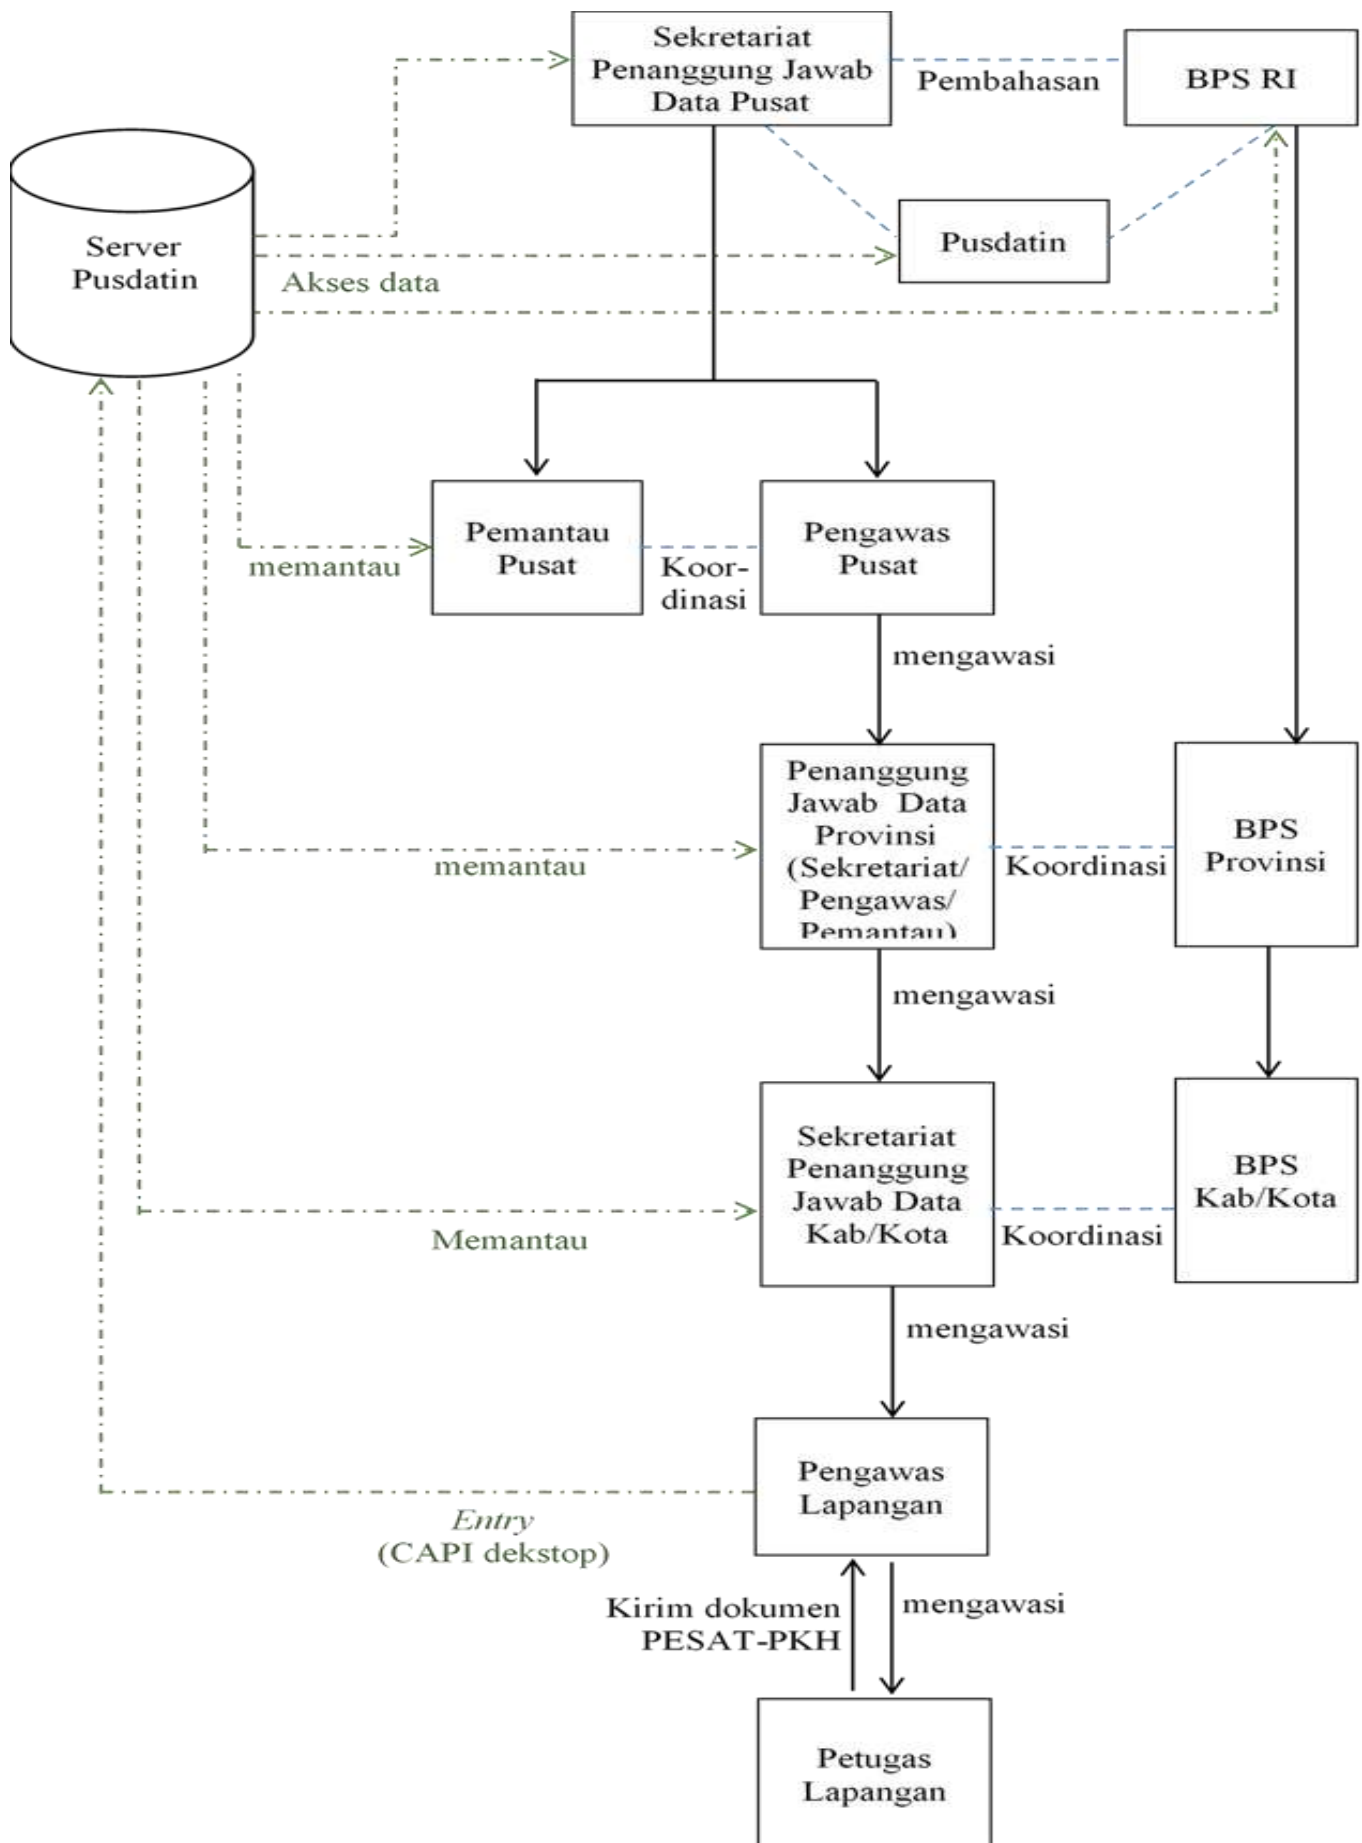 Sekretariat
Penanggung Jawab
Data Pusat
Pembahasan
BPS RI
Server
Pusdatin
Pusdatin
Akses data
Pemantau
Pusat
Pengawas
Pusat
memantau
Koor-
dinasi
mengawasi
Penanggung
Jawab Data
Provinsi
(Sekretariat/
Pengawas/
Pemantau)
BPS
Provinsi
memantau
Koordinasi
mengawasi
Sekretariat
Penanggung
Jawab Data
Kab/Kota
BPS
Kab/Kota
Memantau
Koordinasi
mengawasi
Pengawas
Lapangan
Entry
(CAPI dekstop)
Kirim dokumen
PESAT-PKH
mengawasi
Petugas
Lapangan